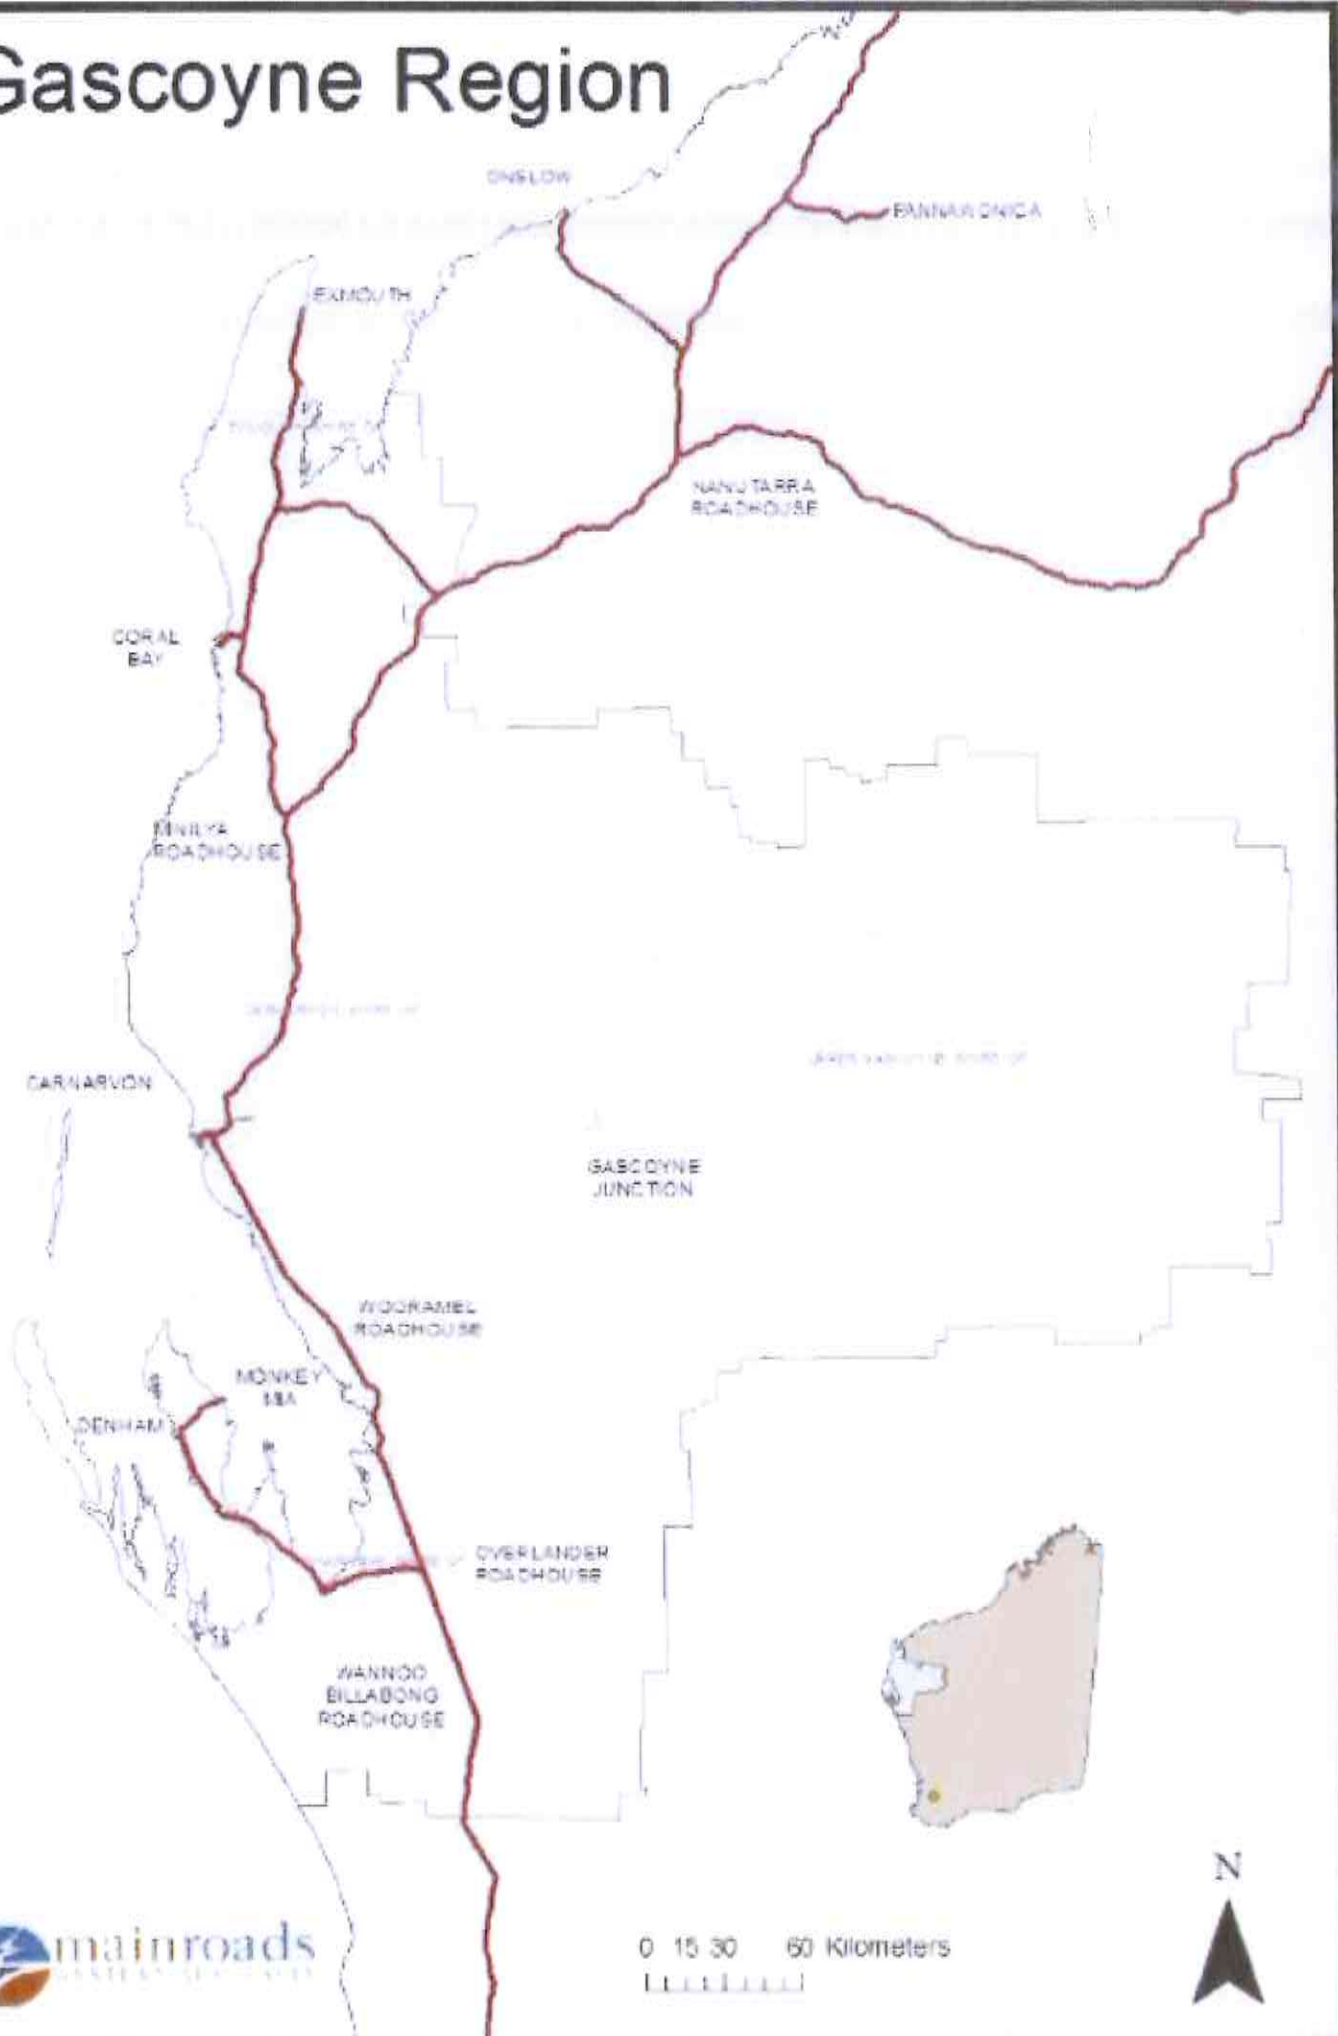 Gascoyne Region
ONSLOW
PANNAWONICA
EXMOUTH
NANUTARRA
ROADHOUSE
CORAL
BAY
MINILYA
ROADHOUSE
CARNARVON
GASCOYNE
JUNCTION
WOORAMEL
ROADHOUSE
MONKEY
MIA
DENHAM
OVERLANDER
ROADHOUSE
WANNOO
BILLABONG
ROADHOUSE
N
mainroads
0 15 30 60 Kilometers